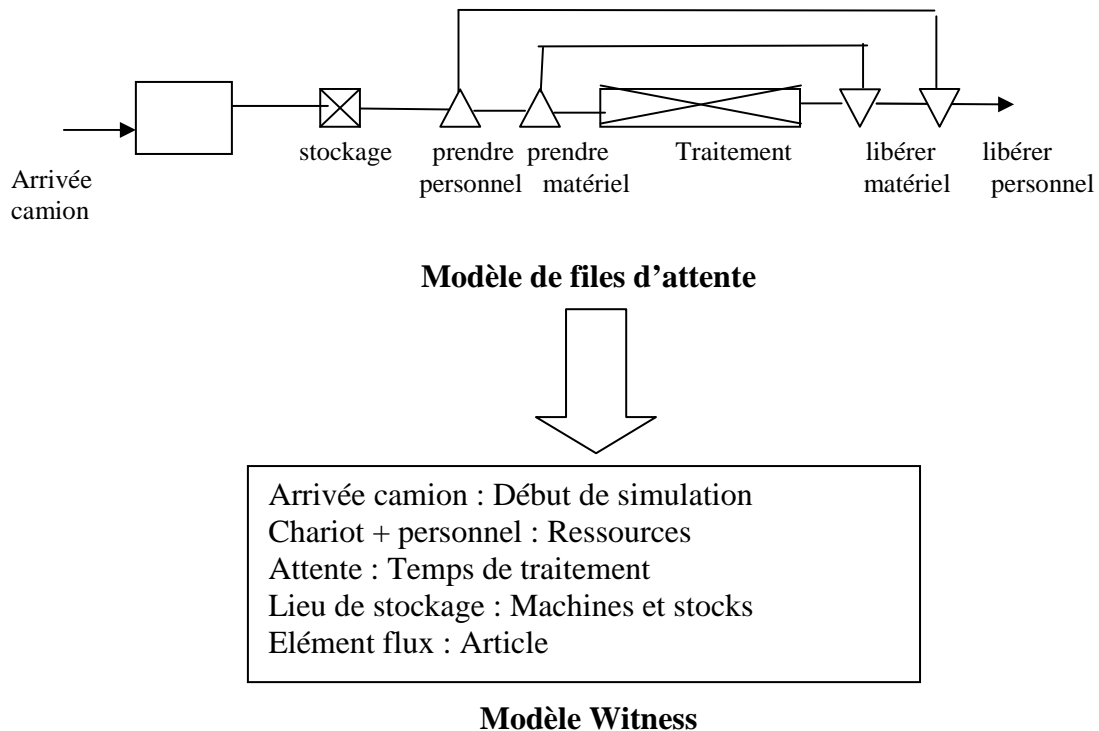 Arrivée
camion
stockage
prendre
personnel
prendre
matériel
Traitement
libérer
matériel
libérer
personnel
Modèle de files d’attente
Arrivée camion : Début de simulation
Chariot + personnel : Ressources
Attente : Temps de traitement
Lieu de stockage : Machines et stocks
Elément flux : Article
Modèle Witness